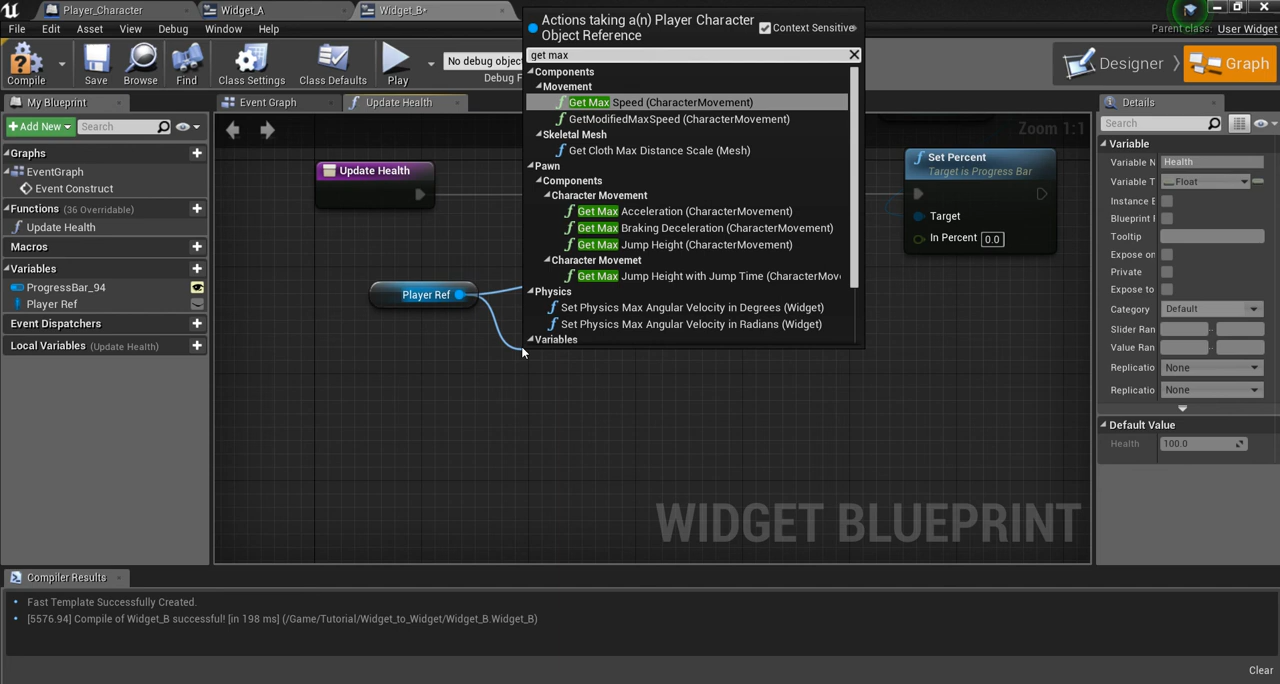 Player_Character
Widget_A
Widget_B*
Parent class: User Widget
File Edit Asset View Debug Window Help
Compile
Save
Browse
Find
Class Settings
Class Defaults
Play
No debug objec
Debug F
Designer
Graph
My Blueprint
+Add New
Search
Graphs
EventGraph
Event Construct
Functions (36 Overridable)
Update Health
Macros
Variables
ProgressBar_94
Player Ref
Event Dispatchers
Local Variables (Update Health)
Event Graph
Update Health
Zoom 1:1
Update Health
Player Ref
Actions taking a(n) Player Character
Object Reference
Context Sensitive
get max
Components
Movement
Get Max Speed (CharacterMovement)
GetModifiedMaxSpeed (CharacterMovement)
Skeletal Mesh
Get Cloth Max Distance Scale (Mesh)
Pawn
Components
Character Movement
Get Max Acceleration (CharacterMovement)
Get Max Braking Deceleration (CharacterMovement)
Get Max Jump Height (CharacterMovement)
Character Movemet
Get Max Jump Height with Jump Time (CharacterMov
Physics
Set Physics Max Angular Velocity in Degrees (Widget)
Set Physics Max Angular Velocity in Radians (Widget)
Variables
Set Percent
Target is Progress Bar
Target
In Percent 0.0
WIDGET BLUEPRINT
Details
Search
Variable
Variable N Health
Variable T Float
Instance E
Blueprint F
Tooltip
Expose on
Private
Expose to
Category Default
Slider Ran
Value Ran
Replicatio None
Replicatio None
Default Value
Health 100.0
Compiler Results
Fast Template Successfully Created.
[5576.94] Compile of Widget_B successful! [in 198 ms] (/Game/Tutorial/Widget_to_Widget/Widget_B.Widget_B)
Clear